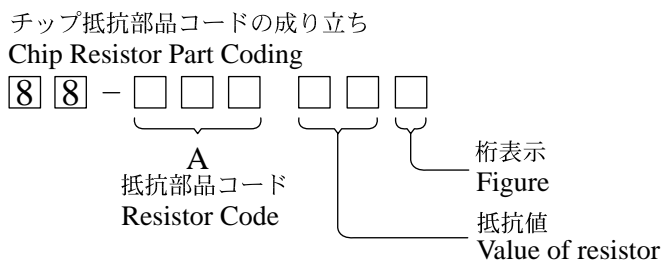 チップ抵抗部品コードの成り立ち
Chip Resistor Part Coding
8 8 - □ □ □ □ □ □
A
抵抗部品コード
Resistor Code
桁表示
Figure
抵抗値
Value of resistor